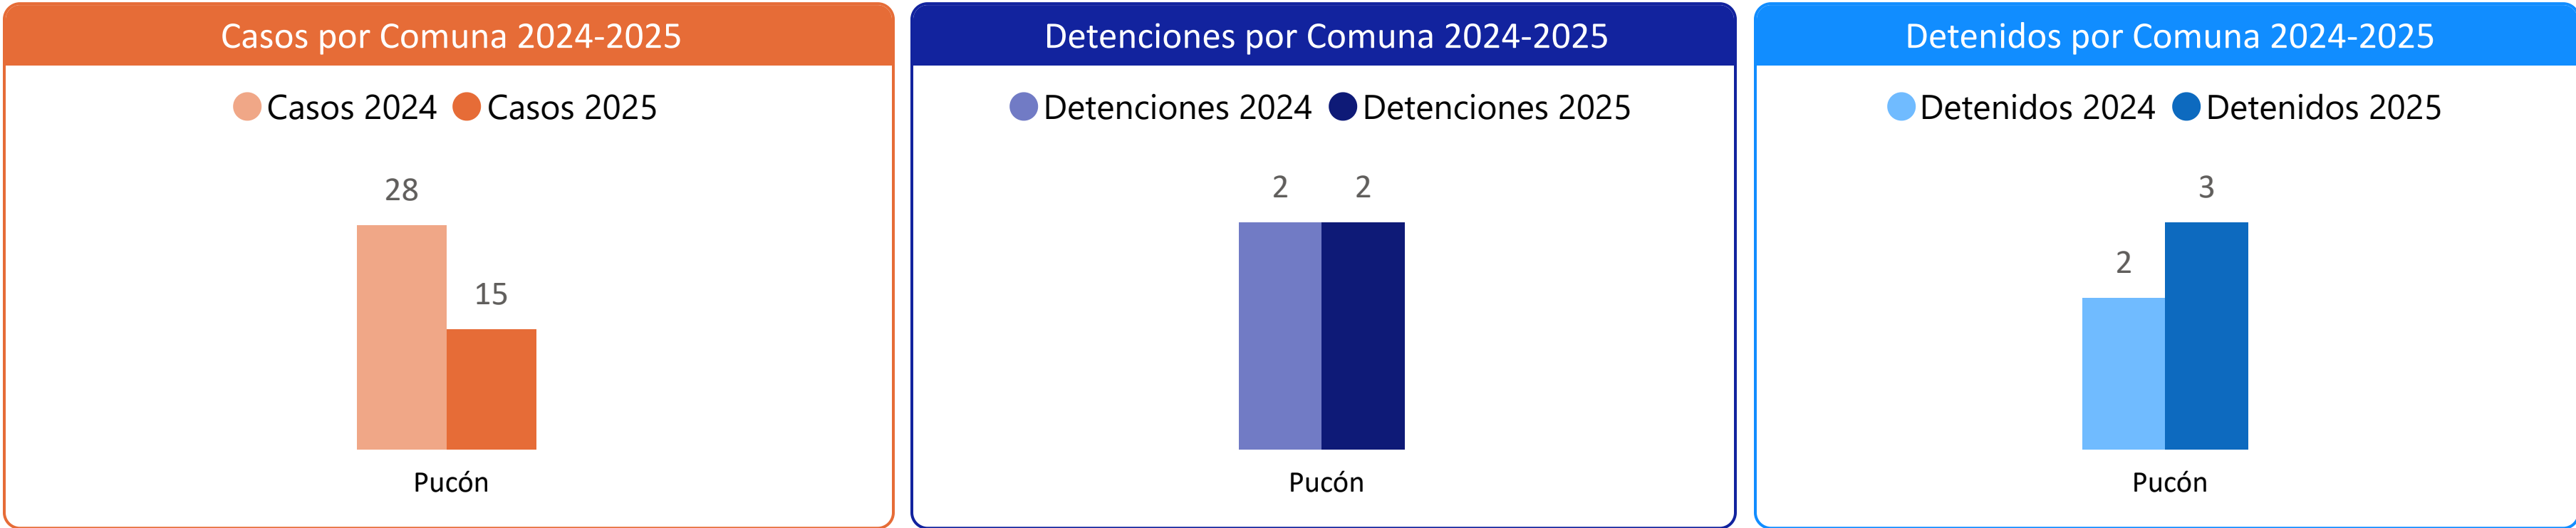 Casos por Comuna 2024-2025
Casos 2024 Casos 2025
28
15
Pucón
Detenciones por Comuna 2024-2025
Detenciones 2024 Detenciones 2025
2 2
Pucón
Detenidos por Comuna 2024-2025
Detenidos 2024 Detenidos 2025
3
2
Pucón